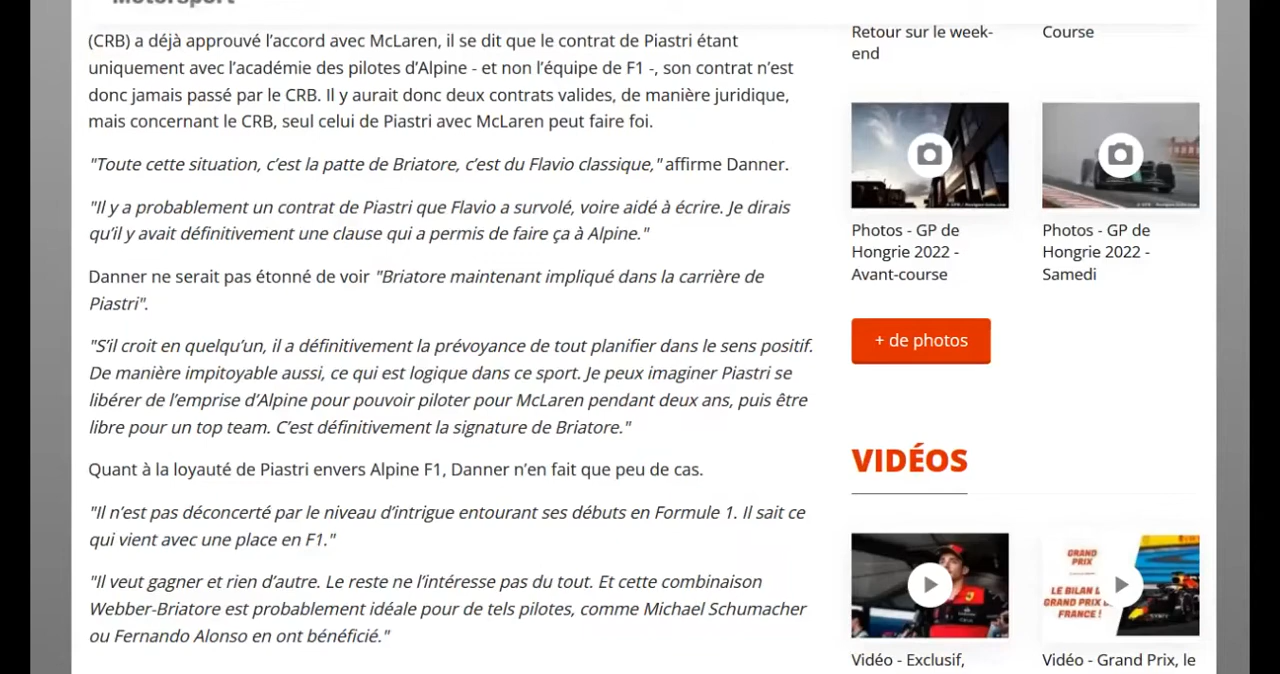 Motorsport
(CRB) a déjà approuvé l’accord avec McLaren, il se dit que le contrat de Piastri étant
uniquement avec l’académie des pilotes d’Alpine - et non l’équipe de F1 -, son contrat n’est
donc jamais passé par le CRB. Il y aurait donc deux contrats valides, de manière juridique,
mais concernant le CRB, seul celui de Piastri avec McLaren peut faire foi.
"Toute cette situation, c’est la patte de Briatore, c’est du Flavio classique," affirme Danner.
"Il y a probablement un contrat de Piastri que Flavio a survolé, voire aidé à écrire. Je dirais
qu’il y avait définitivement une clause qui a permis de faire ça à Alpine."
Danner ne serait pas étonné de voir "Briatore maintenant impliqué dans la carrière de
Piastri".
"S’il croit en quelqu’un, il a définitivement la prévoyance de tout planifier dans le sens positif.
De manière impitoyable aussi, ce qui est logique dans ce sport. Je peux imaginer Piastri se
libérer de l’emprise d’Alpine pour pouvoir piloter pour McLaren pendant deux ans, puis être
libre pour un top team. C’est définitivement la signature de Briatore."
Quant à la loyauté de Piastri envers Alpine F1, Danner n’en fait que peu de cas.
"Il n’est pas déconcerté par le niveau d’intrigue entourant ses débuts en Formule 1. Il sait ce
qui vient avec une place en F1."
"Il veut gagner et rien d’autre. Le reste ne l’intéresse pas du tout. Et cette combinaison
Webber-Briatore est probablement idéale pour de tels pilotes, comme Michael Schumacher
ou Fernando Alonso en ont bénéficié."
Retour sur le week-
end
Course
Photos - GP de
Hongrie 2022 -
Avant-course
Photos - GP de
Hongrie 2022 -
Samedi
+ de photos
VIDÉOS
GRAND
PRIX
LE BILAN
GRAND PRIX
FRANCE !
Vidéo - Exclusif,
Vidéo - Grand Prix, le